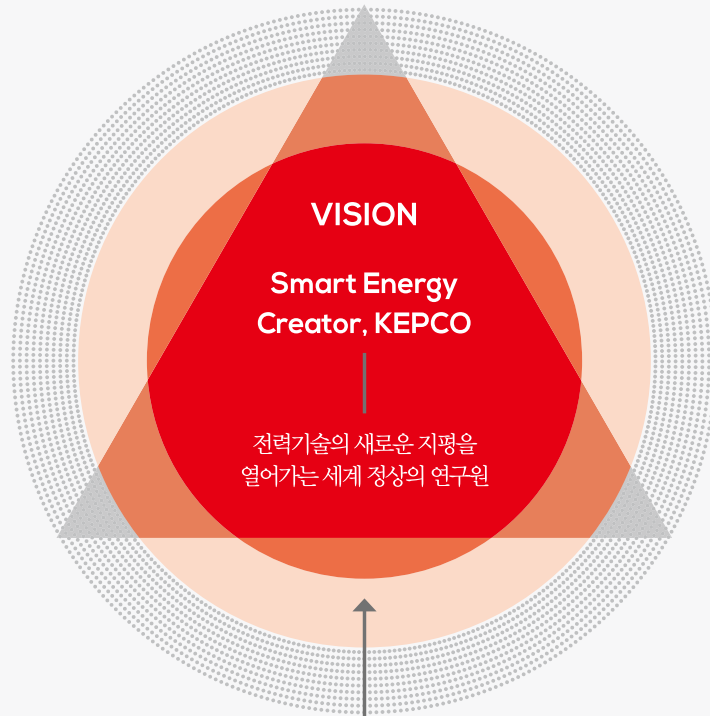 VISION
Smart Energy
Creator, KEPCO
전력기술의 새로운 지평을
열어가는 세계 정상의 연구원